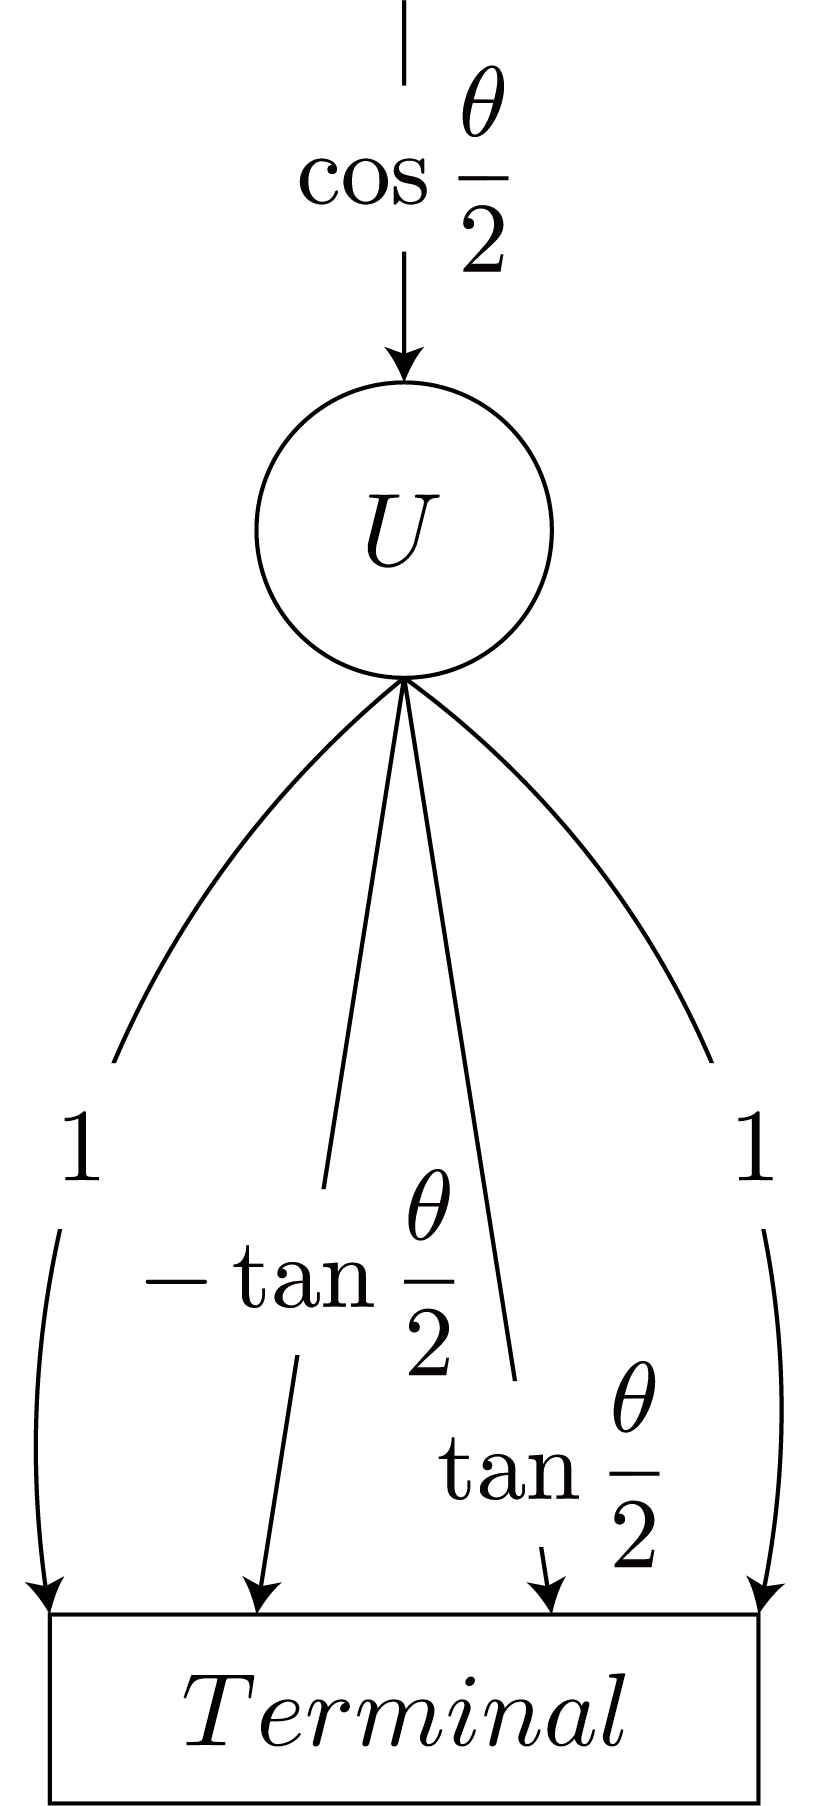 cos θ/2
U
1
1
− tan θ/2
tan θ/2
Terminal